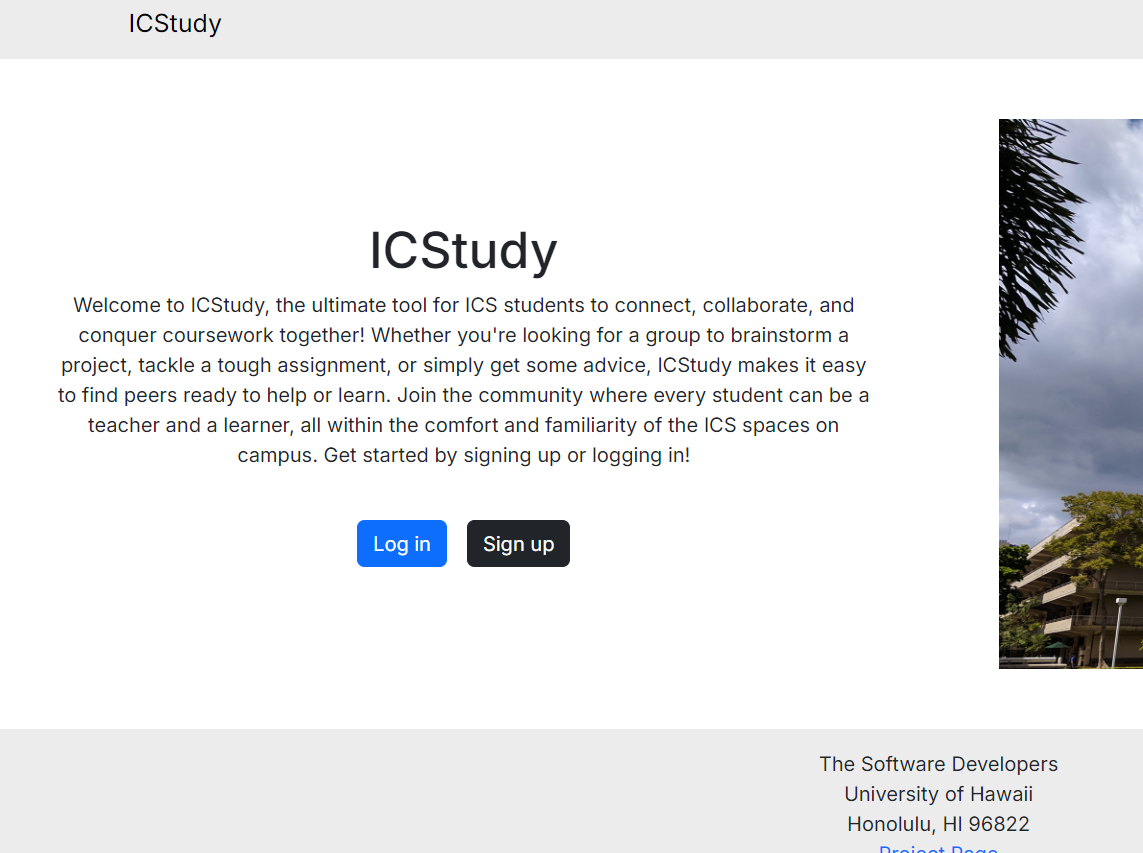 ICStudy
ICStudy
Welcome to ICStudy, the ultimate tool for ICS students to connect, collaborate, and
conquer coursework together! Whether you're looking for a group to brainstorm a
project, tackle a tough assignment, or simply get some advice, ICStudy makes it easy
to find peers ready to help or learn. Join the community where every student can be a
teacher and a learner, all within the comfort and familiarity of the ICS spaces on
campus. Get started by signing up or logging in!
Log in
Sign up
The Software Developers
University of Hawaii
Honolulu, HI 96822
Project Page